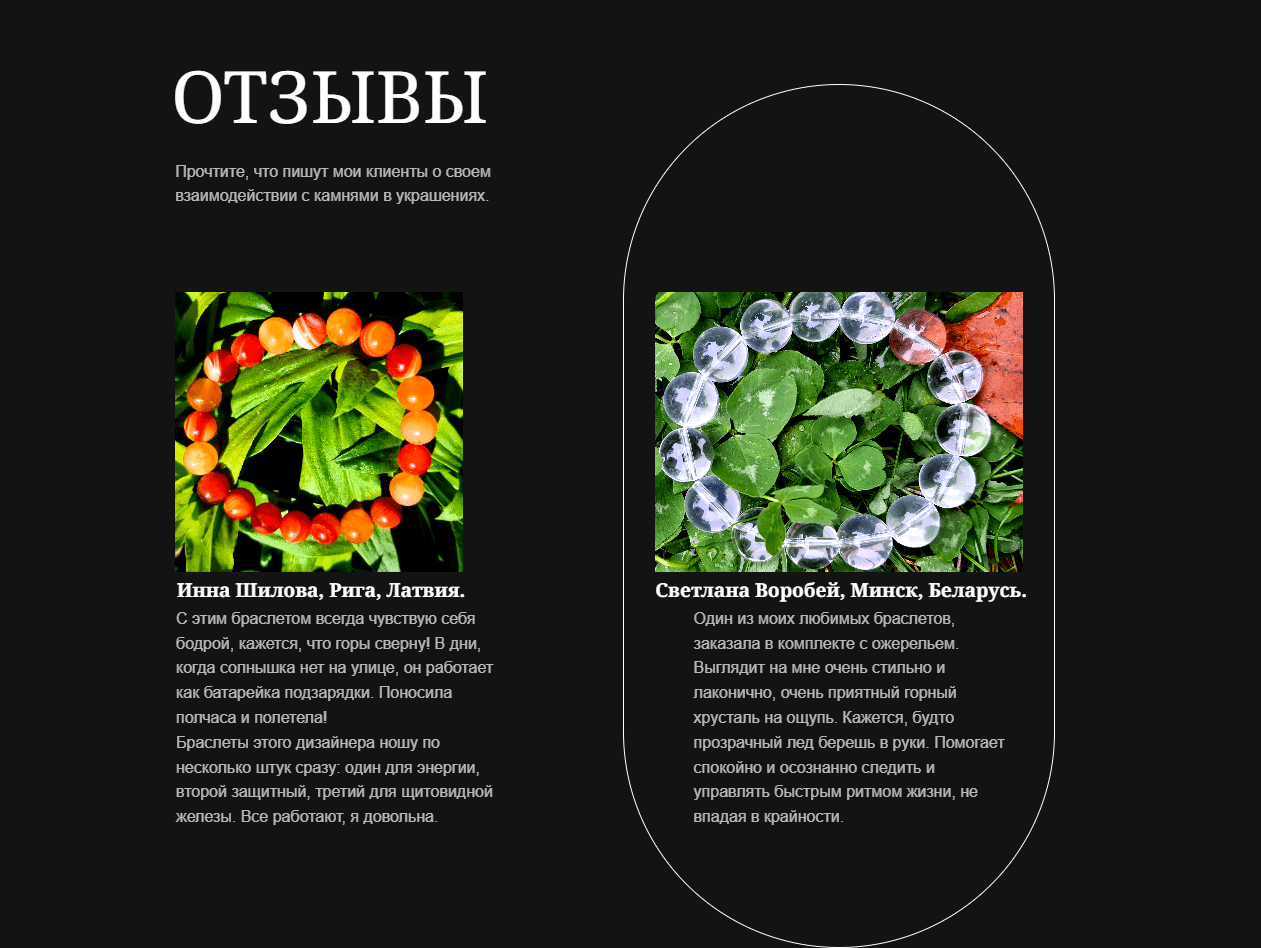 ОТЗЫВЫ
Прочтите, что пишут мои клиенты о своем
взаимодействии с камнями в украшениях.
Инна Шилова, Рига, Латвия.
С этим браслетом всегда чувствую себя
бодрой, кажется, что горы сверну! В дни,
когда солнышка нет на улице, он работает
как батарейка подзарядки. Поносила
полчаса и полетела!
Браслеты этого дизайнера ношу по
несколько штук сразу: один для энергии,
второй защитный, третий для щитовидной
железы. Все работают, я довольна.
Светлана Воробей, Минск, Беларусь.
Один из моих любимых браслетов,
заказала в комплекте с ожерельем.
Выглядит на мне очень стильно и
лаконично, очень приятный горный
хрусталь на ощупь. Кажется, будто
прозрачный лед берешь в руки. Помогает
спокойно и осознанно следить и
управлять быстрым ритмом жизни, не
впадая в крайности.